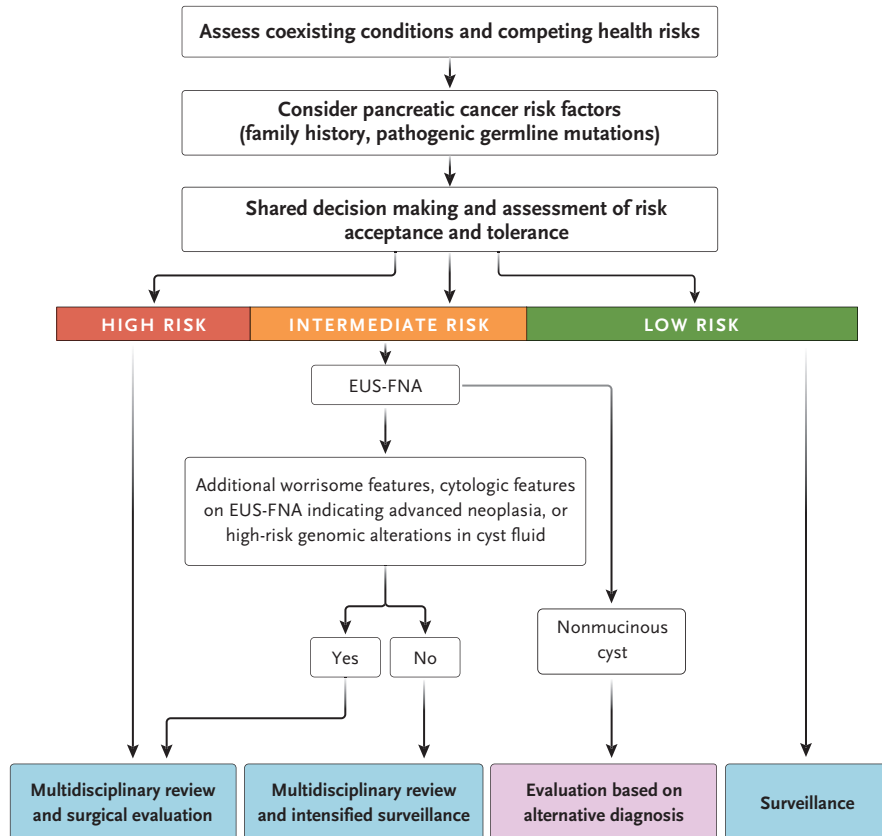 Assess coexisting conditions and competing health risks
Consider pancreatic cancer risk factors
(family history, pathogenic germline mutations)
Shared decision making and assessment of risk
acceptance and tolerance
HIGH RISK
INTERMEDIATE RISK
LOW RISK
EUS-FNA
Additional worrisome features, cytologic features
on EUS-FNA indicating advanced neoplasia, or
high-risk genomic alterations in cyst fluid
Yes
No
Nonmucinous
cyst
Multidisciplinary review
and surgical evaluation
Multidisciplinary review
and intensified surveillance
Evaluation based on
alternative diagnosis
Surveillance